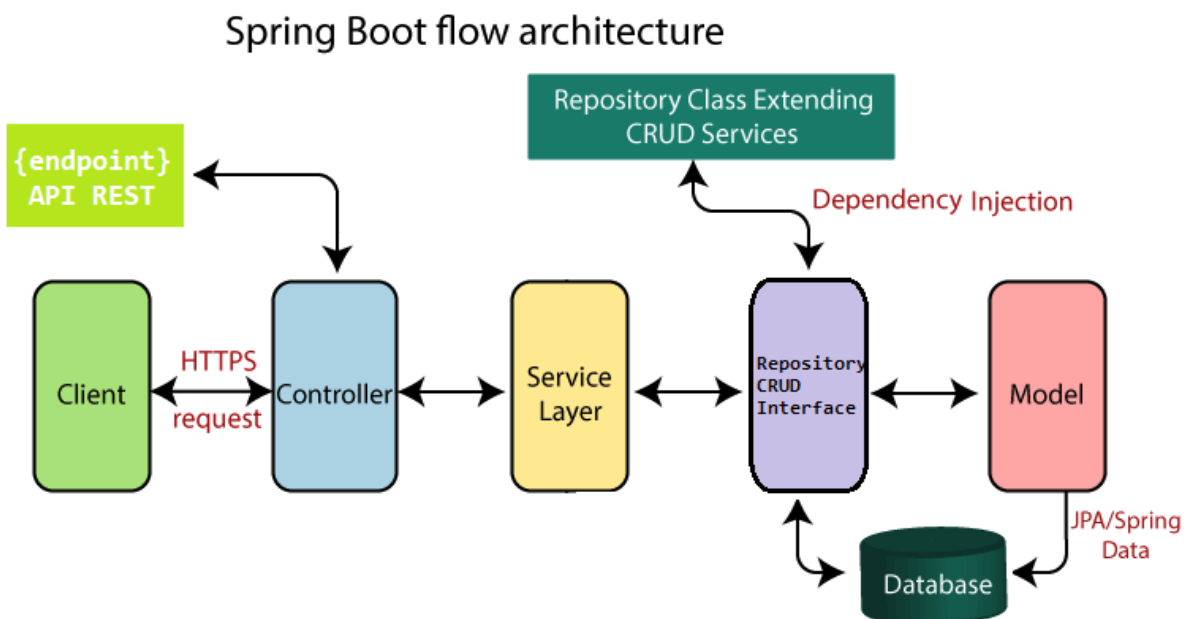 Spring Boot flow architecture
Repository Class Extending
CRUD Services
{endpoint}
API REST
Dependency Injection
Client
HTTPS
request
Controller
Service
Layer
Repository
CRUD
Interface
Model
JPA/Spring
Data
Database